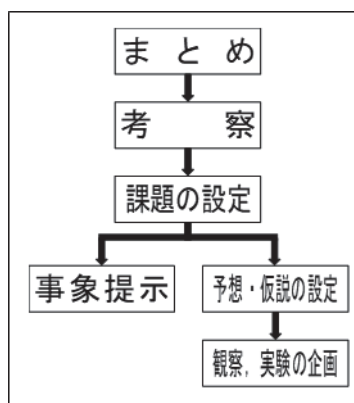 まとめ
考察
課題の設定
事象提示
予想・仮説の設定
観察，実験の企画